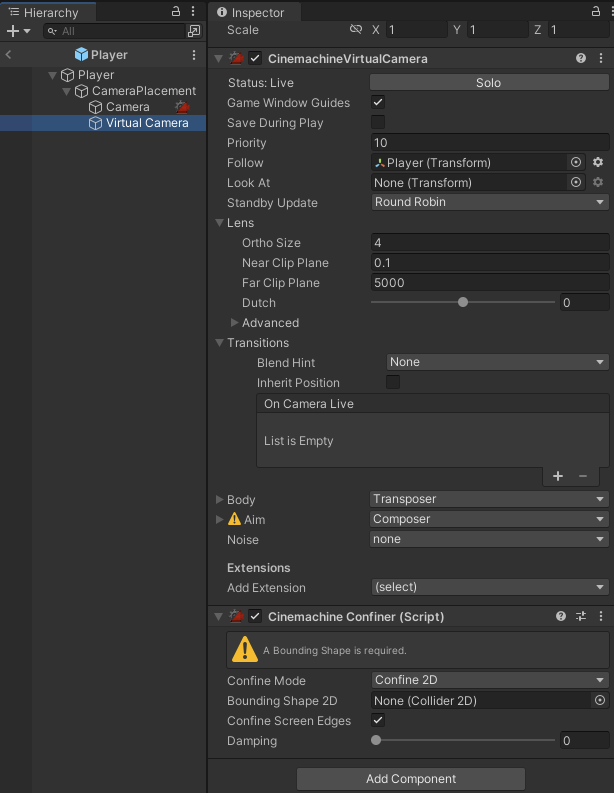 Hierarchy
All
Player
Player
CameraPlacement
Camera
Virtual Camera
Inspector
Scale X 1 Y 1 Z 1
CinemachineVirtualCamera
Status: Live Solo
Game Window Guides
Save During Play
Priority 10
Follow Player (Transform)
Look At None (Transform)
Standby Update Round Robin
Lens
Ortho Size 4
Near Clip Plane 0.1
Far Clip Plane 5000
Dutch 0
Advanced
Transitions
Blend Hint None
Inherit Position
On Camera Live
List is Empty
Body Transposer
Aim Composer
Noise none
Extensions
Add Extension (select)
Cinemachine Confiner (Script)
A Bounding Shape is required.
Confine Mode Confine 2D
Bounding Shape 2D None (Collider 2D)
Confine Screen Edges
Damping 0
Add Component